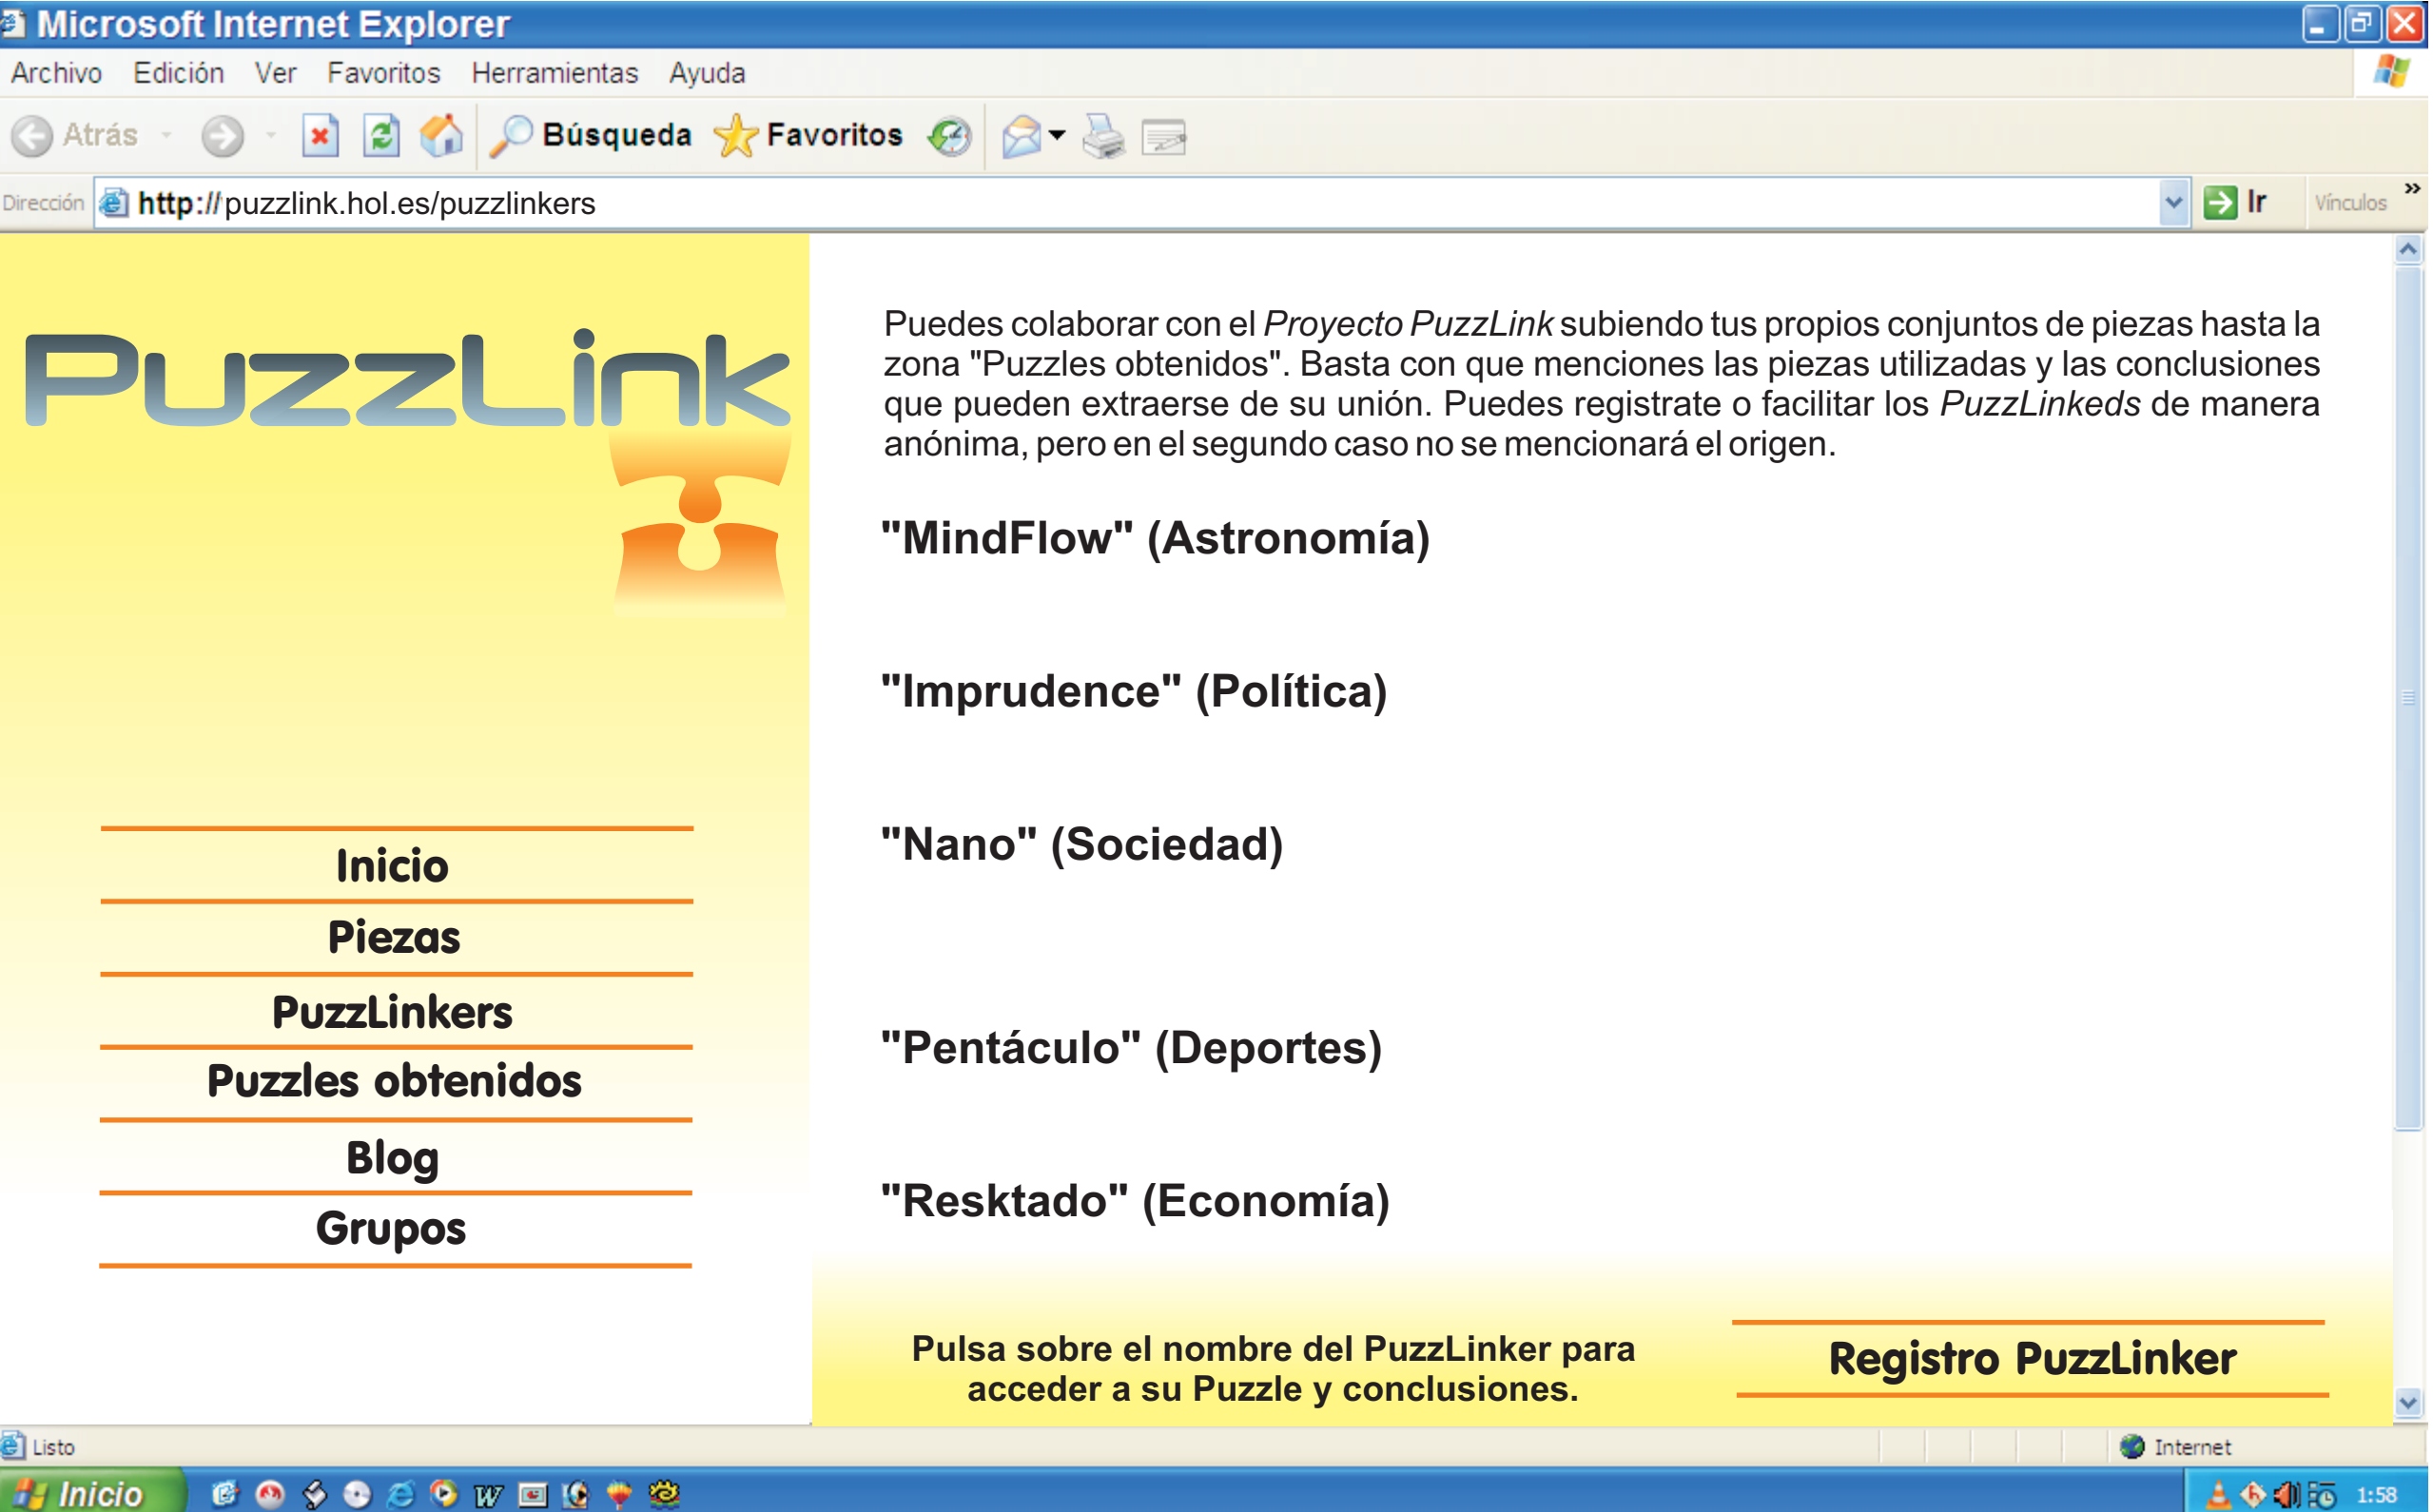 Microsoft Internet Explorer
Archivo Edición Ver Favoritos Herramientas Ayuda
Atrás Búsqueda Favoritos
Dirección http://puzzlink.hol.es/puzzlinkers Ir Vínculos »
PuzzLink
Inicio
Piezas
PuzzLinkers
Puzzles obtenidos
Blog
Grupos
Puedes colaborar con el Proyecto PuzzLink subiendo tus propios conjuntos de piezas hasta la
zona "Puzzles obtenidos". Basta con que menciones las piezas utilizadas y las conclusiones
que pueden extraerse de su unión. Puedes registrate o facilitar los PuzzLinkeds de manera
anónima, pero en el segundo caso no se mencionará el origen.
"MindFlow" (Astronomía)
"Imprudence" (Política)
"Nano" (Sociedad)
"Pentáculo" (Deportes)
"Resktado" (Economía)
Pulsa sobre el nombre del PuzzLinker para
acceder a su Puzzle y conclusiones.
Registro PuzzLinker
Listo Internet
Inicio 1:58